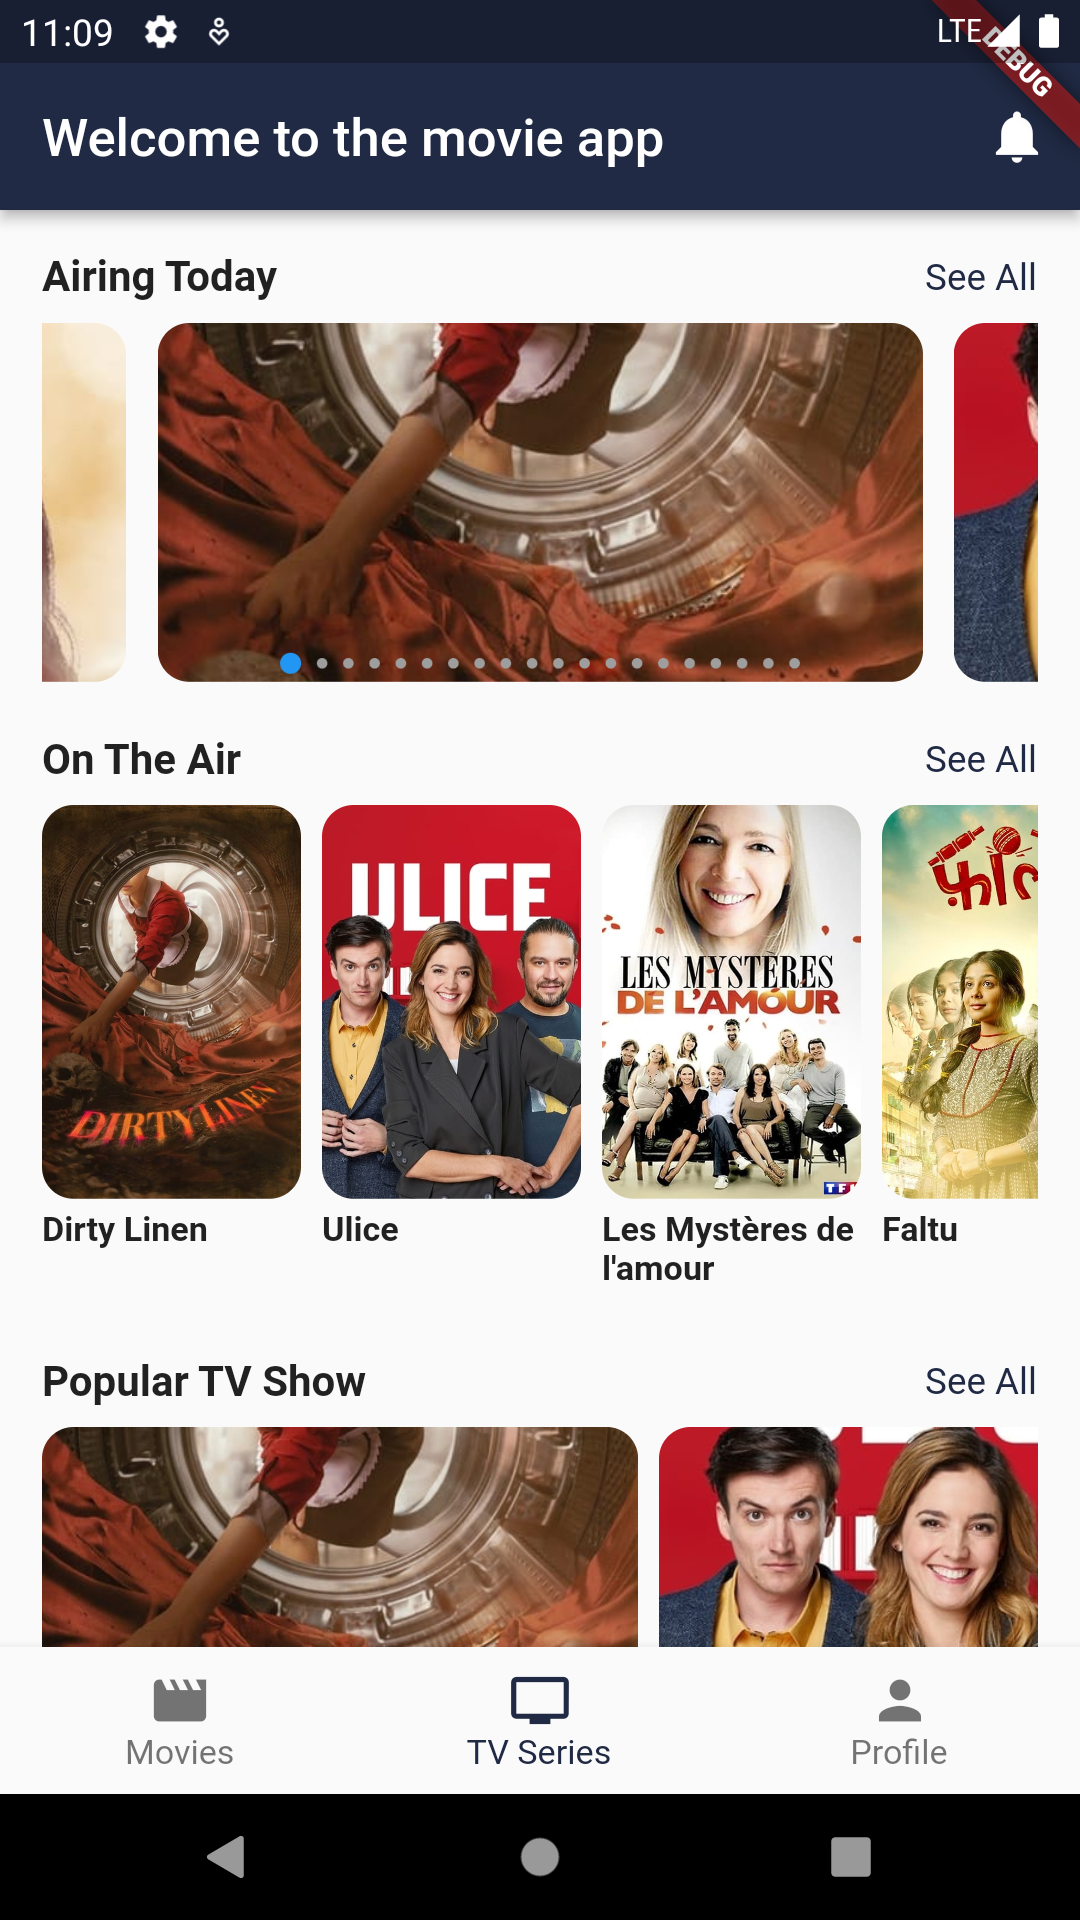 11:09
LTE
DEBUG
Welcome to the movie app
Airing Today
See All
On The Air
See All
DIRTY LINEN
ULICE
LES MYSTÈRES
DE L'AMOUR
TF1
Dirty Linen
Ulice
Les Mystères de
l'amour
Faltu
Popular TV Show
See All
Movies
TV Series
Profile